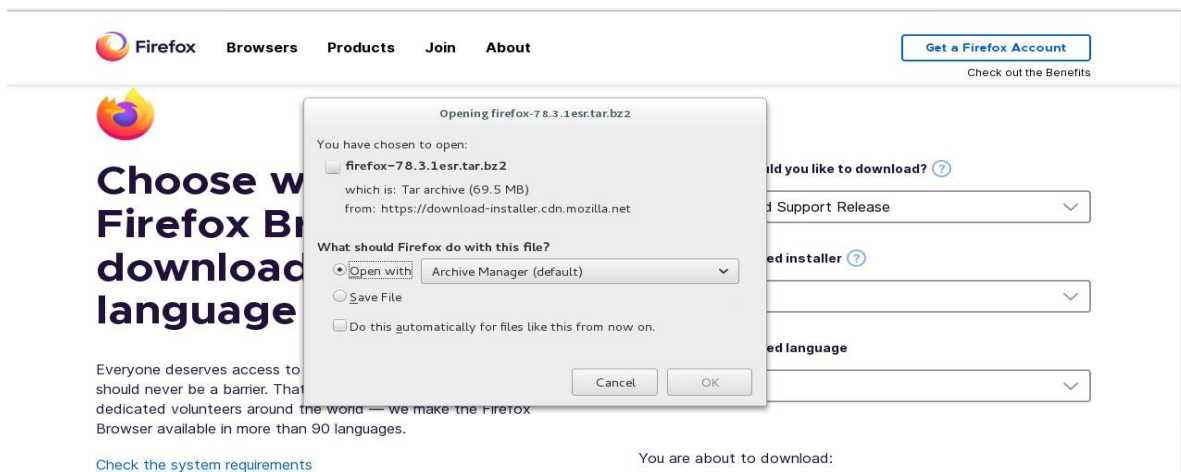 Firefox Browsers Products Join About
Get a Firefox Account
Check out the Benefits
Opening firefox-78.3.1esr.tar.bz2
You have chosen to open:
firefox-78.3.1esr.tar.bz2
which is: Tar archive (69.5 MB)
from: https://download-installer.cdn.mozilla.net
What should Firefox do with this file?
Open with Archive Manager (default)
Save File
Do this automatically for files like this from now on.
Cancel OK
Choose w
Firefox B
download
language
Everyone deserves access to
should never be a barrier. That
dedicated volunteers around the world — we make the Firefox
Browser available in more than 90 languages.
Check the system requirements
uld you like to download?
d Support Release
ed installer
ed language
You are about to download: